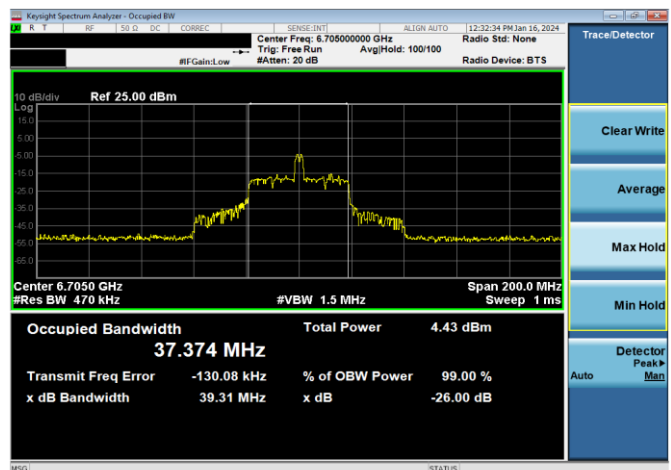 Keysight Spectrum Analyzer - Occupied BW
LXI R T RF 50 Ω DC CORREC SENSE:INT ALIGN AUTO 12:32:34 PM Jan 16, 2024
Center Freq: 6.705000000 GHz Radio Std: None
Trig: Free Run Avg|Hold: 100/100
#IFGain:Low #Atten: 20 dB Radio Device: BTS
Trace/Detector
10 dB/div Ref 25.00 dBm
Log
15.0
5.00
-5.00
-15.0
-25.0
-35.0
-45.0
-55.0
-65.0
Center 6.7050 GHz Span 200.0 MHz
#Res BW 470 kHz #VBW 1.5 MHz Sweep 1 ms
Occupied Bandwidth Total Power 4.43 dBm
37.374 MHz
Transmit Freq Error -130.08 kHz % of OBW Power 99.00 %
x dB Bandwidth 39.31 MHz x dB -26.00 dB
Clear Write
Average
Max Hold
Min Hold
Detector
Peak▶
Auto Man
MSG STATUS